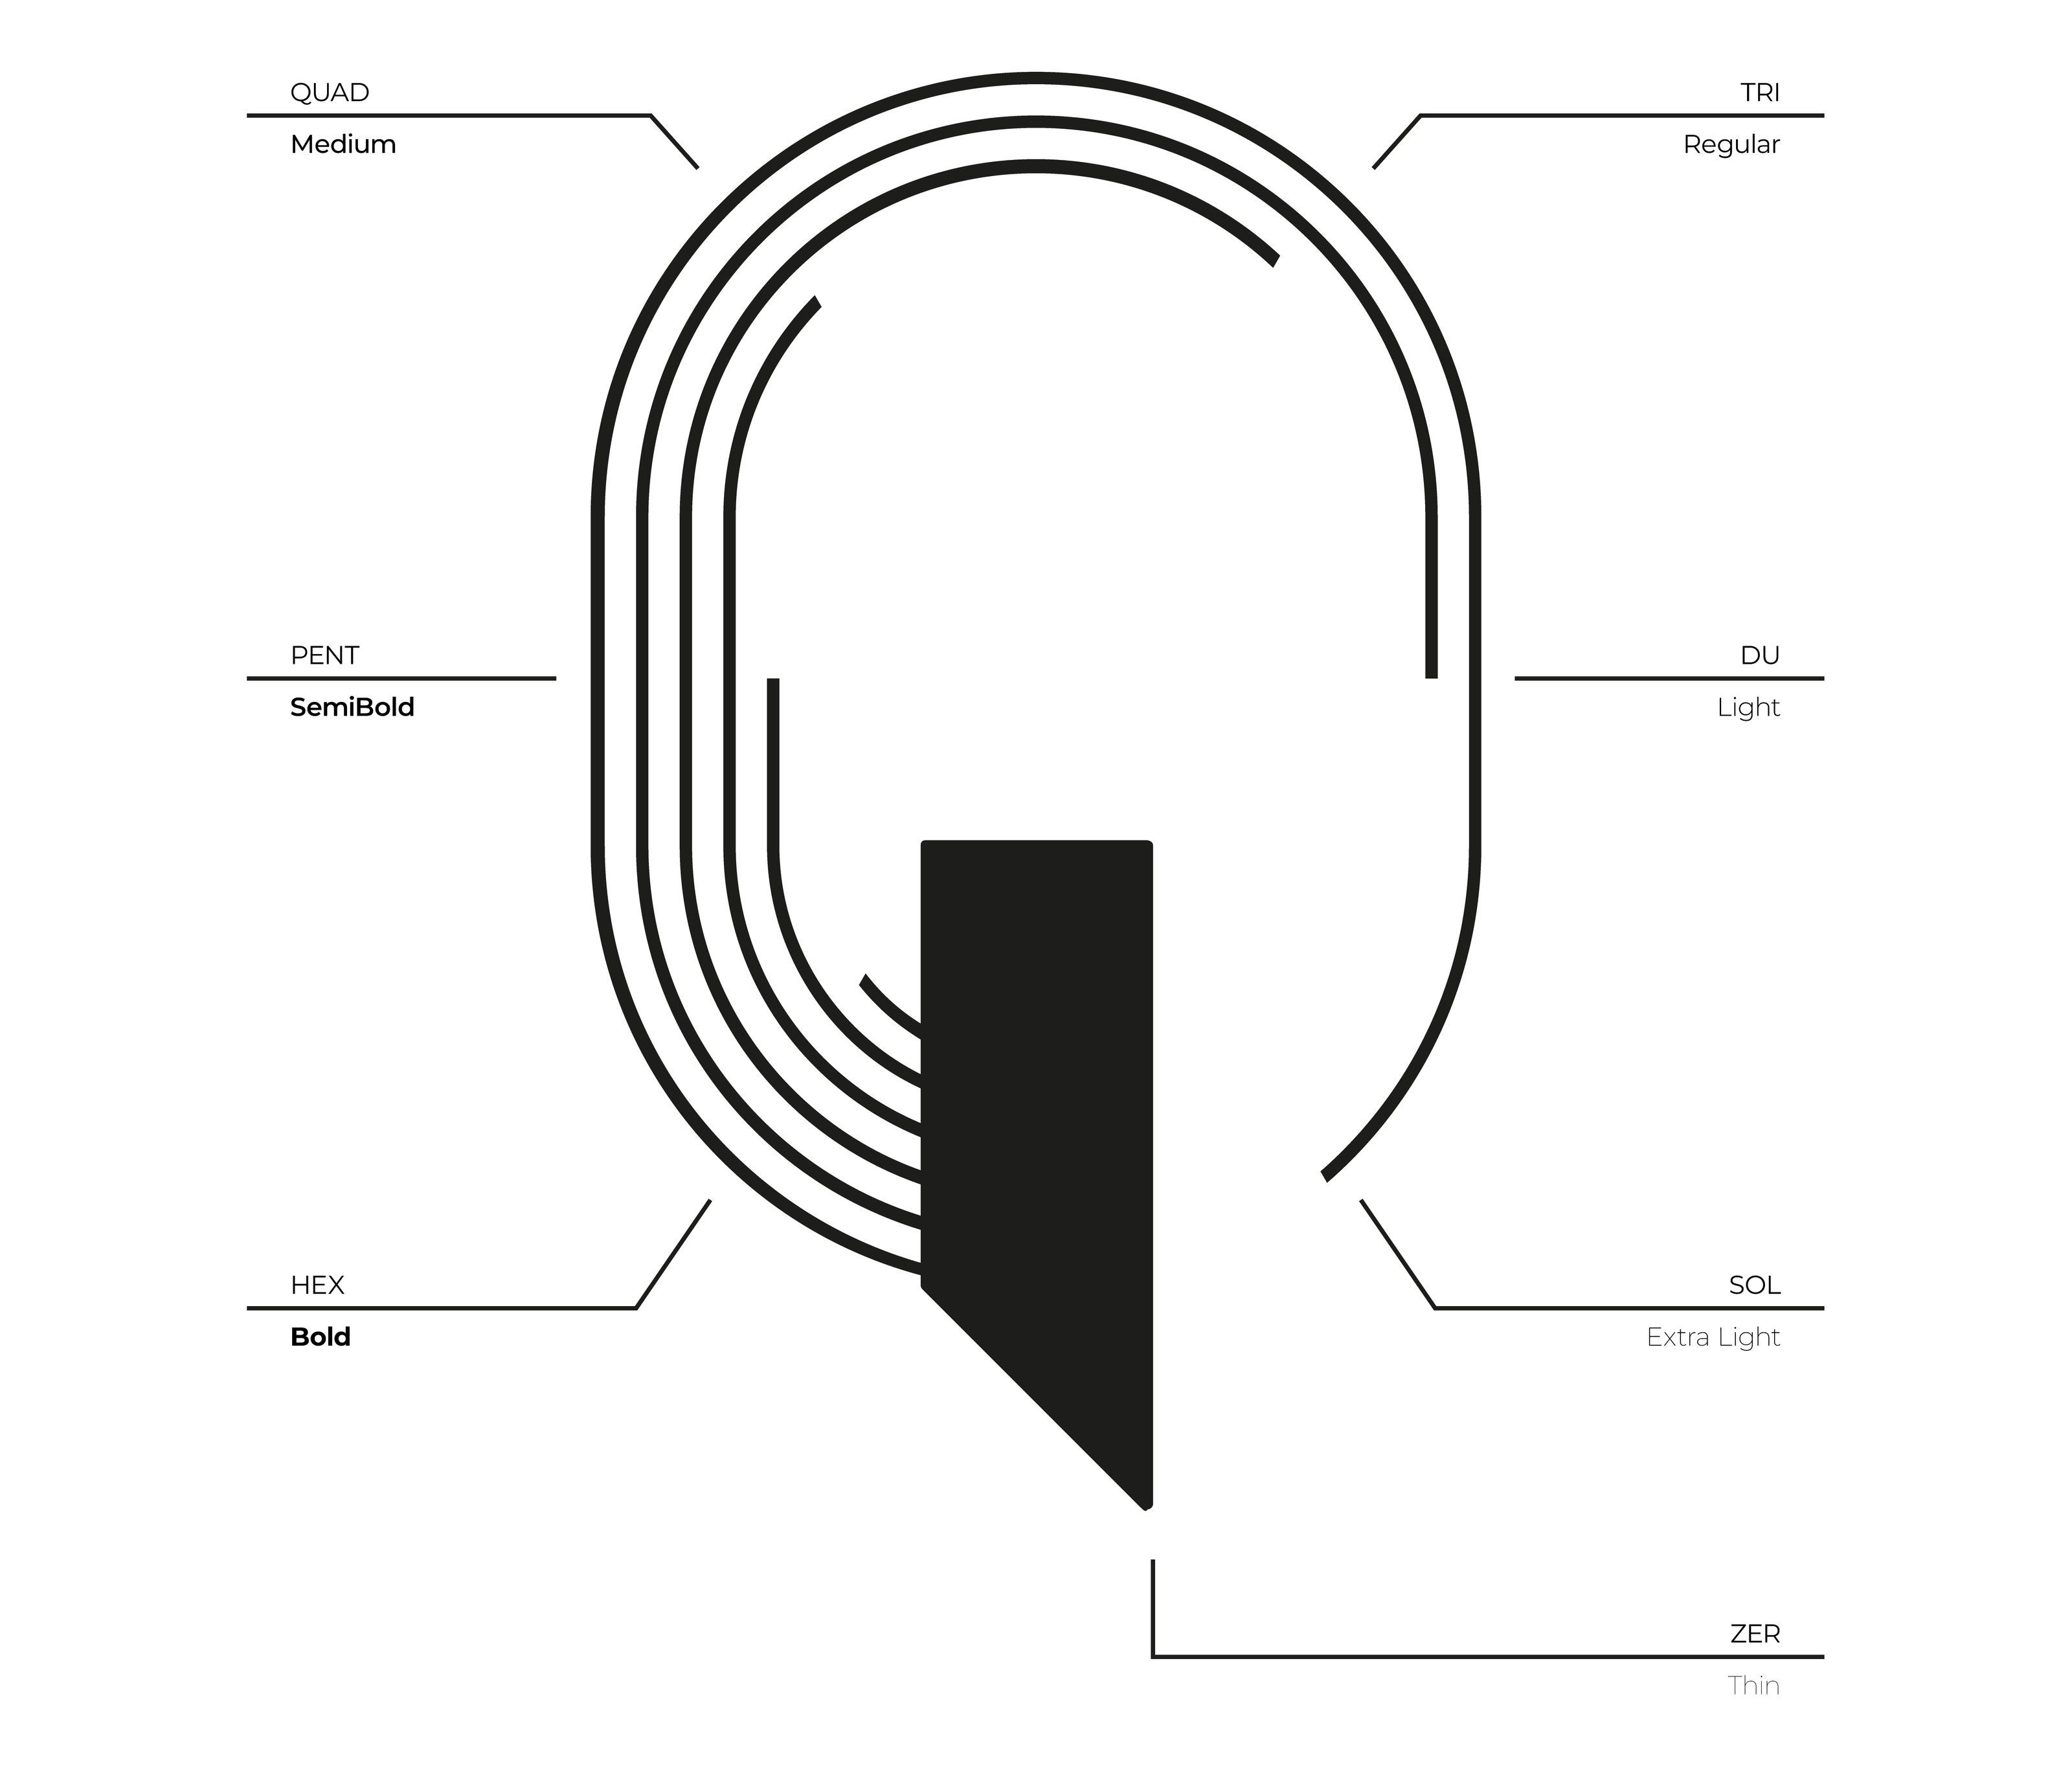 QUAD
Medium
TRI
Regular
PENT
SemiBold
DU
Light
HEX
Bold
SOL
Extra Light
ZER
Thin